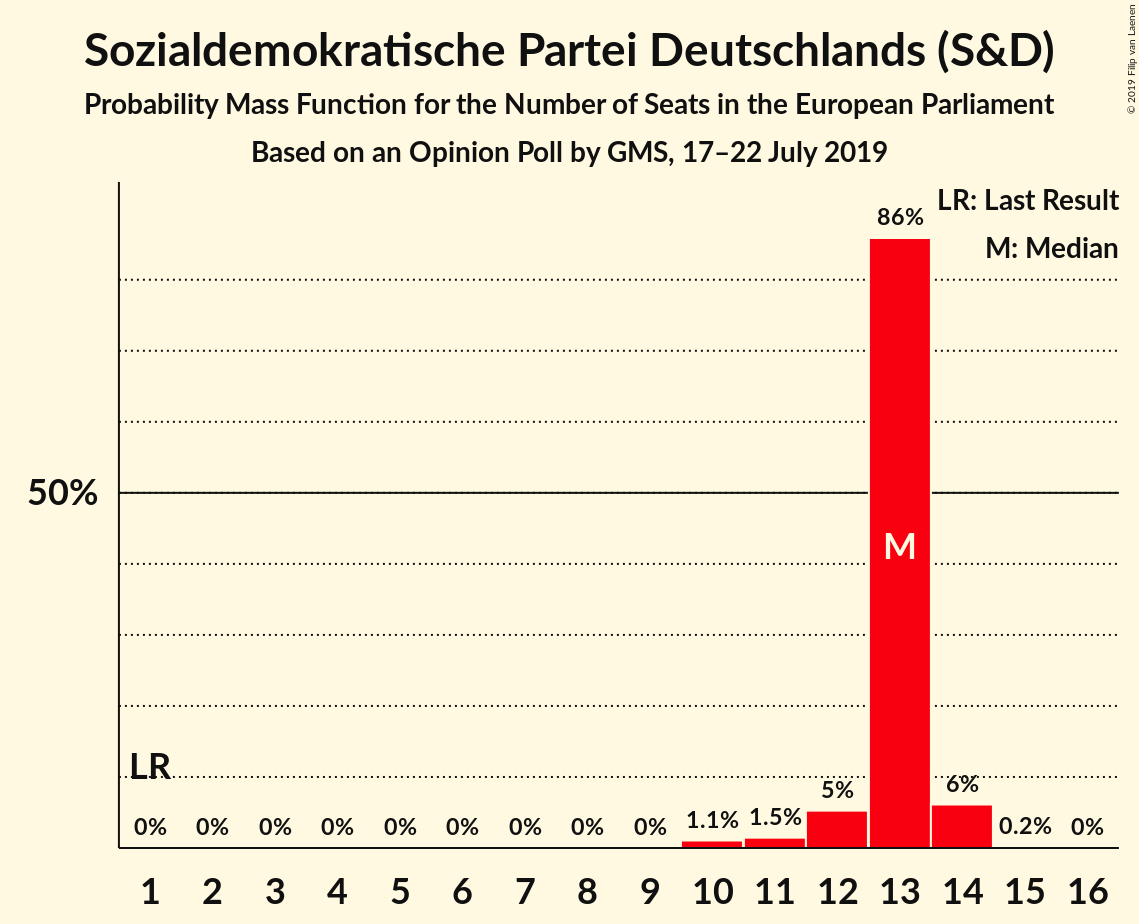 Sozialdemokratische Partei Deutschlands (S&D)
Probability Mass Function for the Number of Seats in the European Parliament
Based on an Opinion Poll by GMS, 17–22 July 2019
© 2019 Filip van Laenen
LR: Last Result
M: Median
86%
50%
M
LR
0% 0% 0% 0% 0% 0% 0% 0% 0% 1.1% 1.5% 5% 6% 0.2% 0%
1 2 3 4 5 6 7 8 9 10 11 12 13 14 15 16